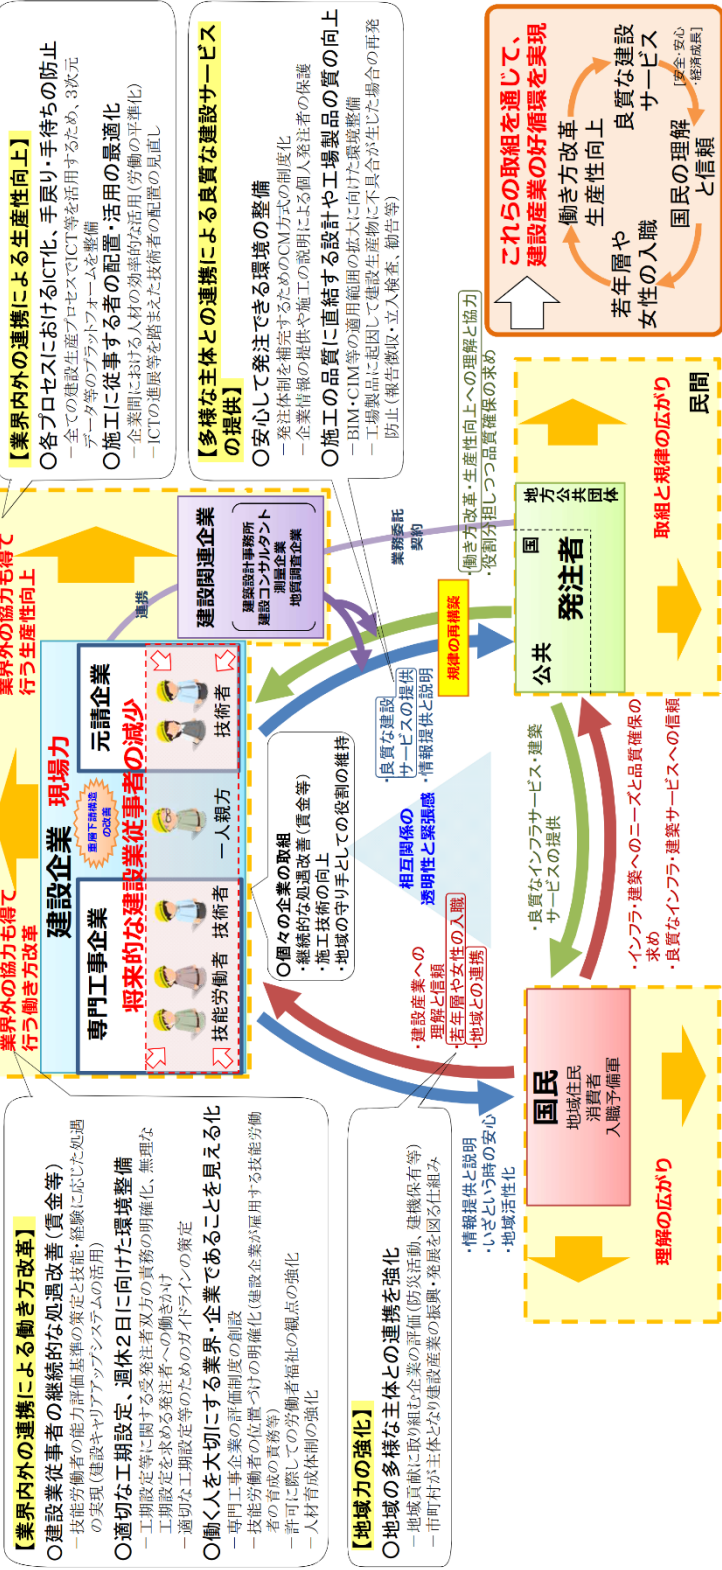 【業界内外の連携による働き方改革】
○建設業従事者の継続的な処遇改善(賃金等)
－技能労働者の能力評価基準の策定と技能・経験に応じた処遇
の実現(建設キャリアアップシステムの活用)
○適切な工期設定、週休2日に向けた環境整備
－工期設定等に関する受発注者双方の責務の明確化、無理な
工期設定を求める発注者への働きかけ
－適切な工期設定等のためのガイドラインの策定
○働く人を大切にする業界・企業であることを見える化
－専門工事企業の評価制度の創設
－技能労働者の位置づけの明確化(建設企業が雇用する技能労働
者の育成の責務等)
－許可に際しての労働者福祉の観点の強化
－人材育成体制の強化
業界外の協力も得て
行う働き方改革
業界外の協力も得て
行う生産性向上
建設企業 現場力
専門工事企業
重層下請構造
の改善
元請企業
将来的な建設業従事者の減少
技能労働者
技術者
一人親方
技術者
連携
建設関連企業
建築設計事務所
建設コンサルタント
測量企業
地質調査企業
業務委託
契約
【業界内外の連携による生産性向上】
○各プロセスにおけるICT化、手戻り・手待ちの防止
－全ての建設生産プロセスでICT等を活用するため、3次元
データ等のプラットフォームを整備
○施工に従事する者の配置・活用の最適化
－企業間における人材の効率的な活用(労働の平準化)
－ICTの進展等を踏まえた技術者の配置の見直し
【多様な主体との連携による良質な建設サービス
の提供】
○安心して発注できる環境の整備
－発注体制を補完するためのCM方式の制度化
－企業情報の提供や施工の説明による個人発注者の保護
○施工の品質に直結する設計や工場製品の質の向上
－BIM・CIM等の適用範囲の拡大に向けた環境整備
－工場製品に起因して建設生産物に不具合が生じた場合の再発
防止(報告徴収・立入検査、勧告等)
○個々の企業の取組
・継続的な処遇改善(賃金等)
・施工技術の向上
・地域の守り手としての役割の維持
【地域力の強化】
○地域の多様な主体との連携を強化
－地域貢献に取り組む企業の評価(防災活動、建機保有等)
－市町村が主体となり建設産業の振興・発展を図る仕組み
・情報提供と説明
・いざという時の安心
・地域活性化
・建設産業への
理解と信頼
・若年層や女性の入職
・地域との連携
相互関係の
透明性と緊張感
・良質な建設
サービスの提供
・情報提供と説明
規律の再構築
・働き方改革・生産性向上への理解と協力
・役割分担しつつ品質確保の求め
国民
地域住民
消費者
入職予備軍
理解の広がり
・良質なインフラサービス・建築
サービスの提供
・インフラ・建築へのニーズと品質確保の
求め
・良質なインフラ・建築サービスへの信頼
公共
国
地方公共団体
発注者
民間
取組と規律の広がり
これらの取組を通じて、
建設産業の好循環を実現
働き方改革
生産性向上
良質な建設
サービス
[安全・安心
・経済成長]
国民の理解
と信頼
若年層や
女性の入職